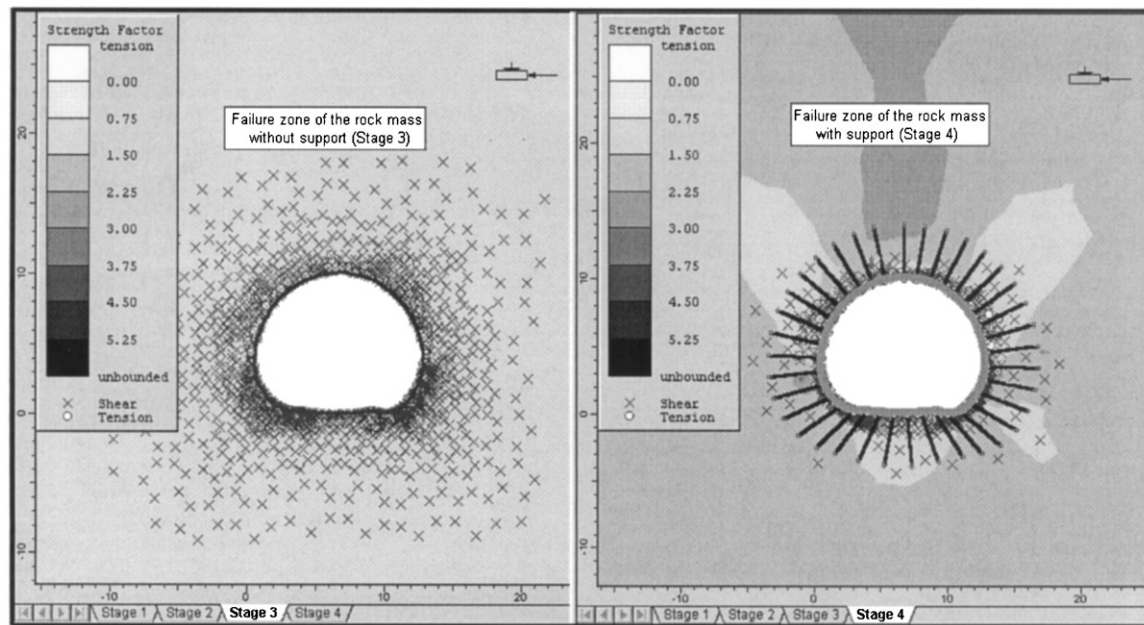 Strength Factor
tension
0.00
0.75
1.50
2.25
3.00
3.75
4.50
5.25
unbounded
Shear
Tension
Failure zone of the rock mass
without support (Stage 3)
20
10
0
-10
-10
0
10
20
Stage 1
Stage 2
Stage 3
Stage 4
Strength Factor
tension
0.00
0.75
1.50
2.25
3.00
3.75
4.50
5.25
unbounded
Shear
Tension
Failure zone of the rock mass
with support (Stage 4)
20
10
0
-10
-10
0
10
20
Stage 1
Stage 2
Stage 3
Stage 4